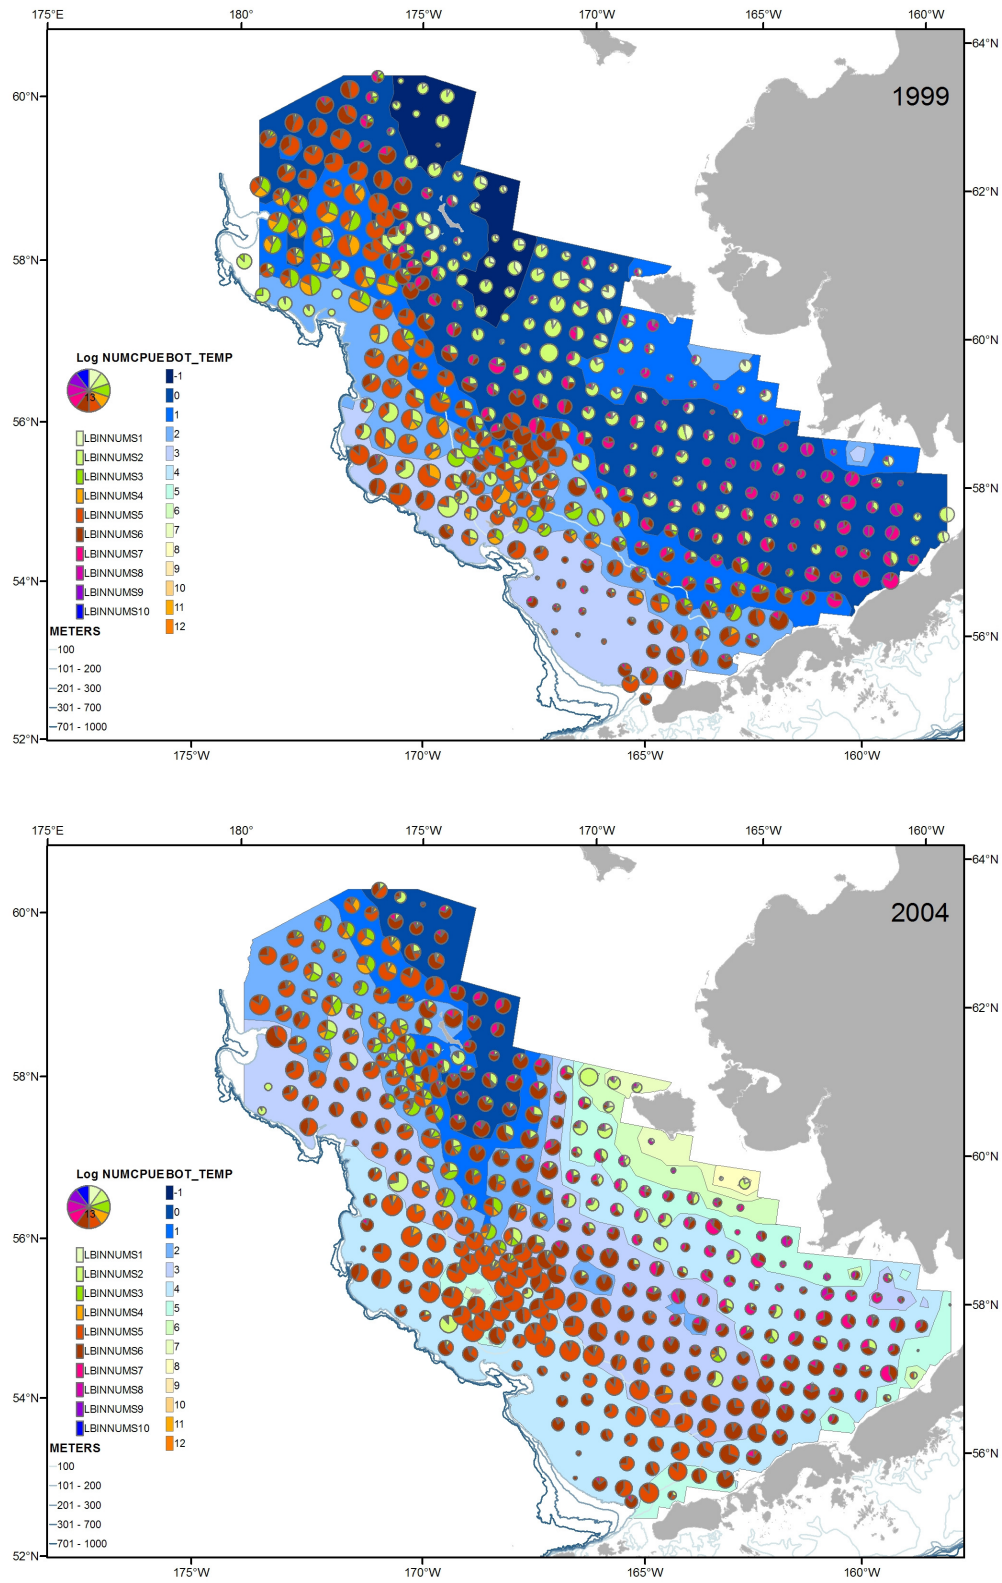 175°E 180° 175°W 170°W 165°W 160°W
1999
64°N
60°N
62°N
58°N
60°N
56°N
58°N
54°N
56°N
52°N
Log NUMCPUE BOT_TEMP
13
-1
0
1
LBINNUMS1 2
LBINNUMS2 3
LBINNUMS3 4
LBINNUMS4 5
LBINNUMS5 6
LBINNUMS6 7
LBINNUMS7 8
LBINNUMS8 9
LBINNUMS9 10
LBINNUMS10 11
METERS 12
100
101 - 200
201 - 300
301 - 700
701 - 1000
175°W 170°W 165°W 160°W
175°E 180° 175°W 170°W 165°W 160°W
2004
64°N
60°N
62°N
58°N
60°N
56°N
58°N
54°N
56°N
52°N
Log NUMCPUE BOT_TEMP
13
-1
0
1
LBINNUMS1 2
LBINNUMS2 3
LBINNUMS3 4
LBINNUMS4 5
LBINNUMS5 6
LBINNUMS6 7
LBINNUMS7 8
LBINNUMS8 9
LBINNUMS9 10
LBINNUMS10 11
METERS 12
100
101 - 200
201 - 300
301 - 700
701 - 1000
175°W 170°W 165°W 160°W